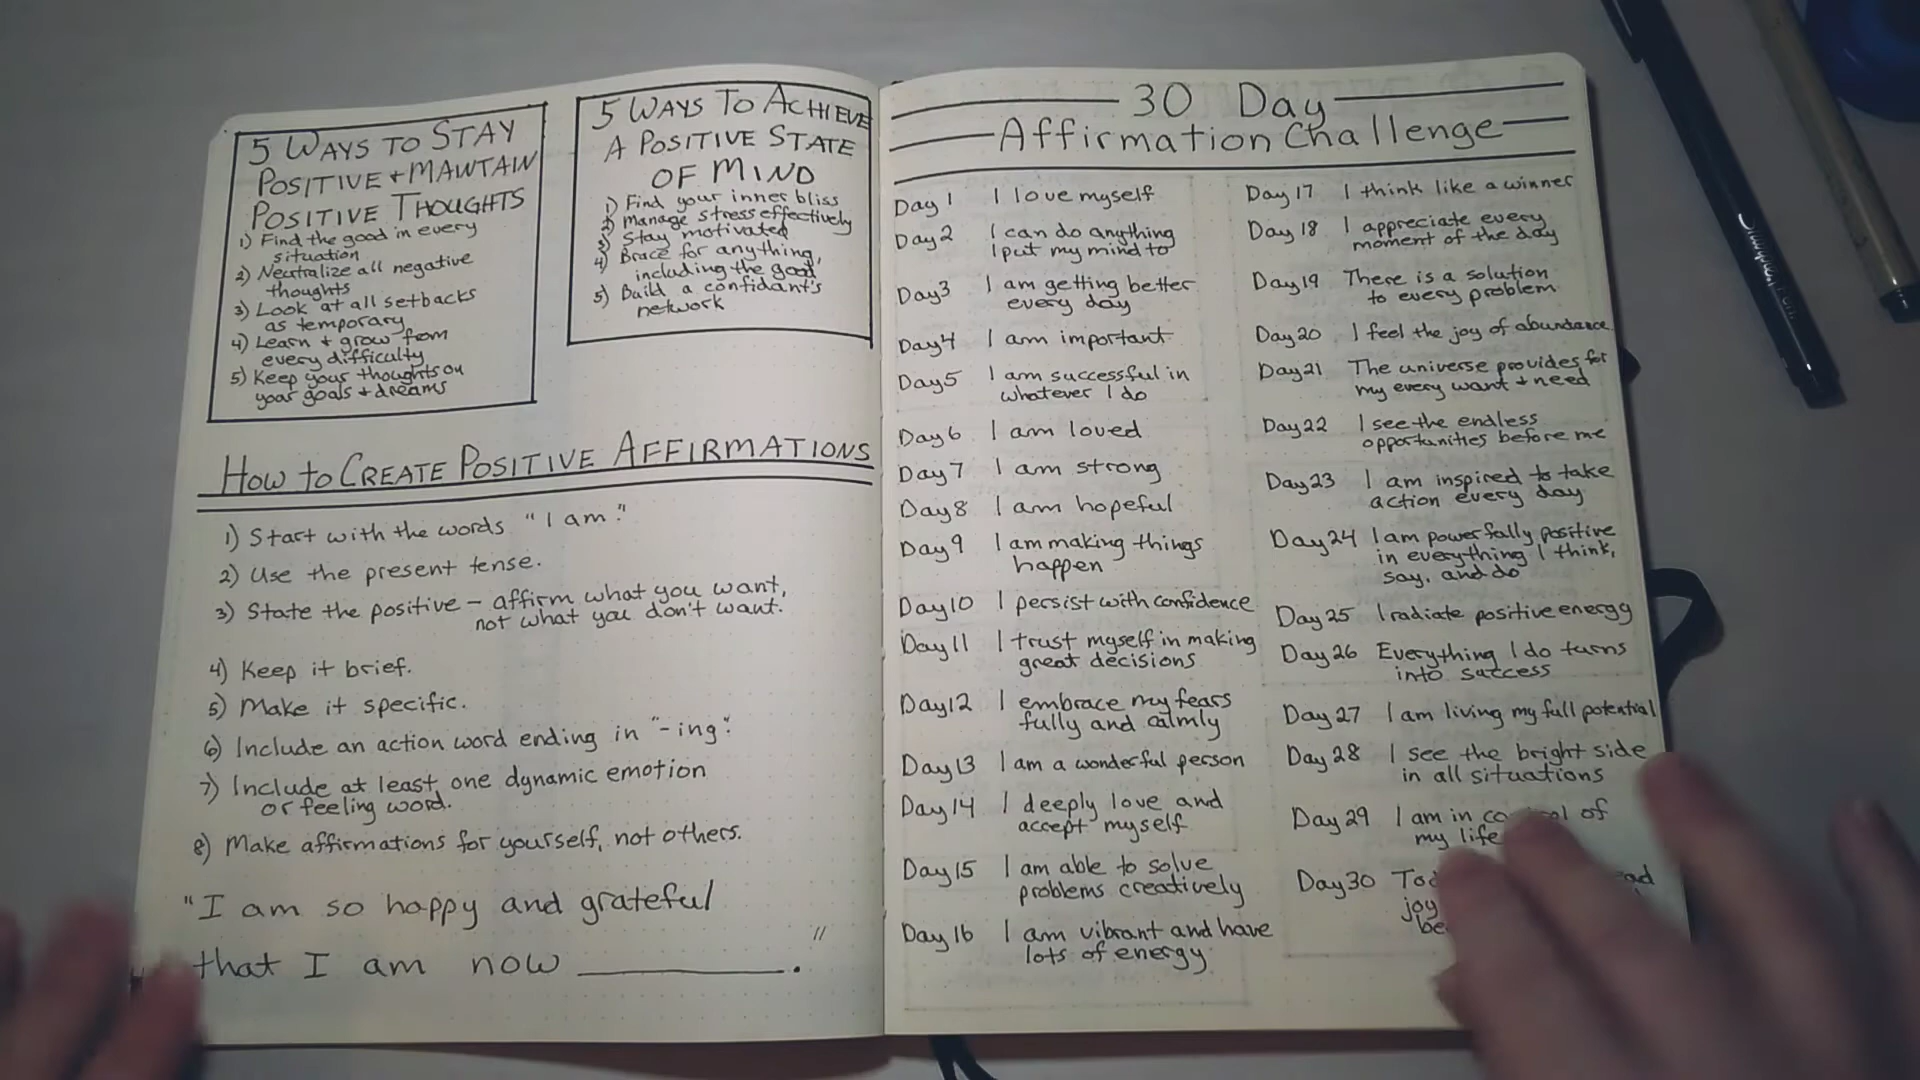 5 WAYS TO STAY
POSITIVE + MAINTAIN
POSITIVE THOUGHTS
1) Find the good in every
situation
2) Neutralize all negative
thoughts
3) Look at all setbacks
as temporary
4) Learn + grow from
every difficulty
5) Keep your thoughts on
your goals + dreams
5 WAYS TO ACHIEVE
A POSITIVE STATE
OF MIND
1) Find your inner bliss
2) manage stress effectively
3) Stay motivated
4) Brace for anything,
including the good
5) Build a confidant's
network
HOW TO CREATE POSITIVE AFFIRMATIONS
1) Start with the words "I am."
2) Use the present tense.
3) State the positive - affirm what you want,
not what you don't want.
4) Keep it brief.
5) Make it specific.
6) Include an action word ending in "-ing".
7) Include at least one dynamic emotion
or feeling word.
8) Make affirmations for yourself, not others.
"I am so happy and grateful
that I am now ________."
30 Day
Affirmation Challenge
Day 1 I love myself
Day 2 I can do anything
I put my mind to
Day 3 I am getting better
every day
Day 4 I am important
Day 5 I am successful in
whatever I do
Day 6 I am loved
Day 7 I am strong
Day 8 I am hopeful
Day 9 I am making things
happen
Day 10 I persist with confidence
Day 11 I trust myself in making
great decisions
Day 12 I embrace my fears
fully and calmly
Day 13 I am a wonderful person
Day 14 I deeply love and
accept myself
Day 15 I am able to solve
problems creatively
Day 16 I am vibrant and have
lots of energy
Day 17 I think like a winner
Day 18 I appreciate every
moment of the day
Day 19 There is a solution
to every problem
Day 20 I feel the joy of abundance
Day 21 The universe provides for
my every want + need
Day 22 I see the endless
opportunities before me
Day 23 I am inspired to take
action every day
Day 24 I am powerfully positive
in everything I think,
say, and do
Day 25 I radiate positive energy
Day 26 Everything I do turns
into success
Day 27 I am living my full potential
Day 28 I see the bright side
in all situations
Day 29 I am in control of
my life
Day 30